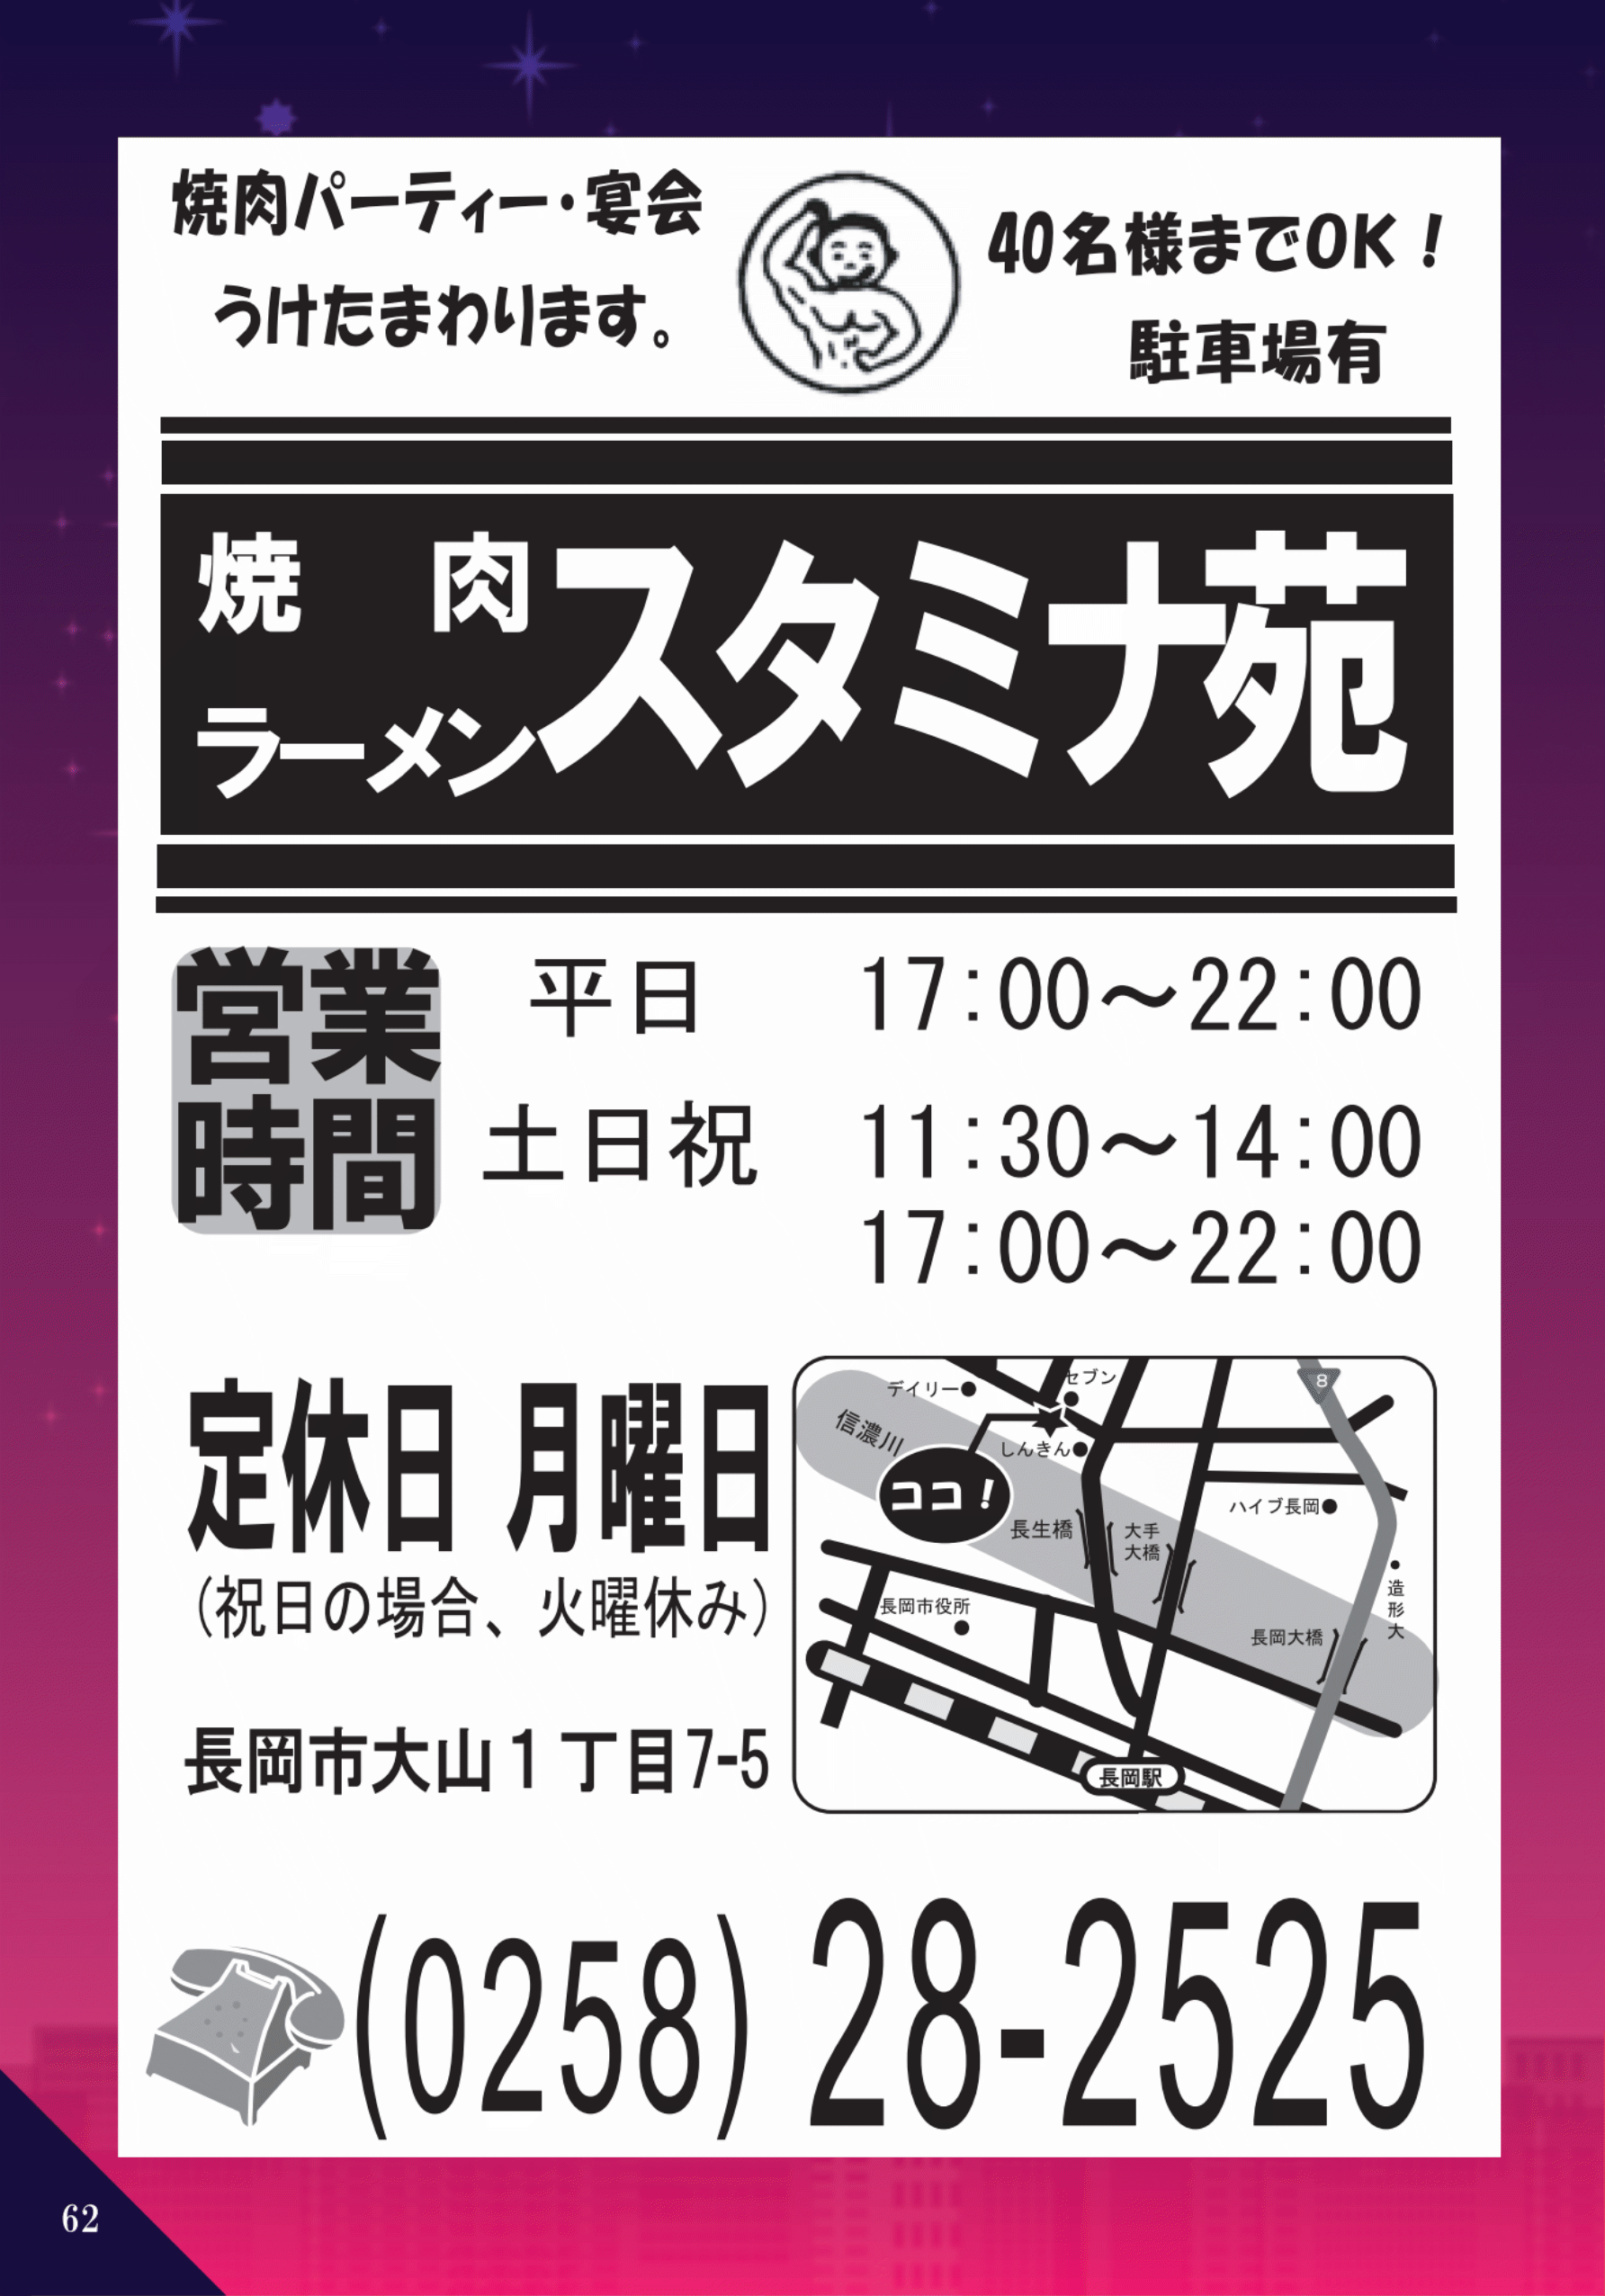 焼肉パーティー・宴会
うけたまわります。
40名様までOK！
駐車場有
焼　肉
ラーメン
スタミナ苑
営業
時間
平日　17:00～22:00
土日祝　11:30～14:00
17:00～22:00
定休日 月曜日
（祝日の場合、火曜休み）
長岡市大山１丁目7-5
デイリー
セブン
8
信濃川
しんきん
ココ！
ハイブ長岡
長生橋
大手
大橋
造形大
長岡市役所
長岡大橋
長岡駅
(0258) 28-2525
62